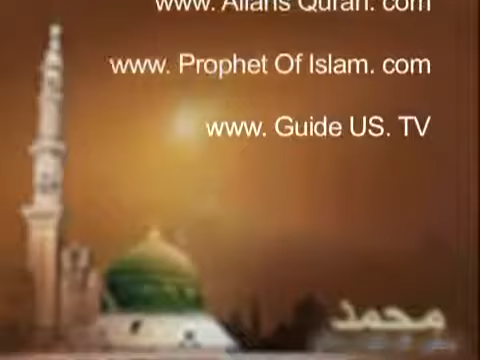 www. Allahs Quran. com
www. Prophet Of Islam. com
www. Guide US. TV
محمد